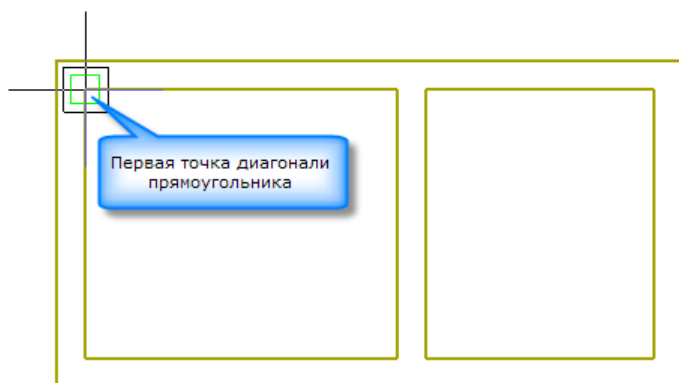 Первая точка диагонали
прямоугольника